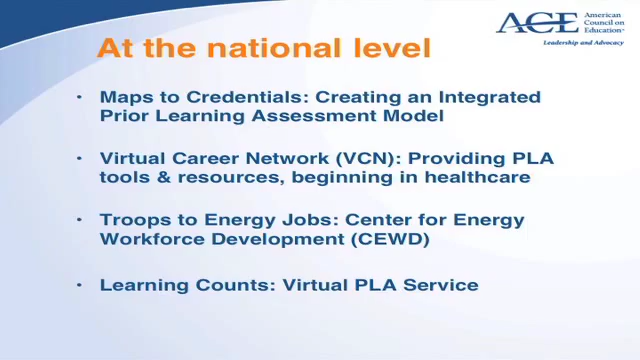 At the national level
ACE
American
Council on
Education
Leadership and Advocacy
• Maps to Credentials: Creating an Integrated
Prior Learning Assessment Model
• Virtual Career Network (VCN): Providing PLA
tools & resources, beginning in healthcare
• Troops to Energy Jobs: Center for Energy
Workforce Development (CEWD)
• Learning Counts: Virtual PLA Service